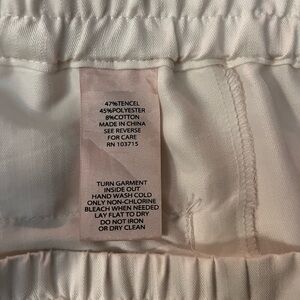 47%TENCEL
45%POLYESTER
8%COTTON
MADE IN CHINA
SEE REVERSE
FOR CARE
RN 103715
TURN GARMENT
INSIDE OUT
HAND WASH COLD
ONLY NON-CHLORINE
BLEACH WHEN NEEDED
LAY FLAT TO DRY
DO NOT IRON
OR DRY CLEAN